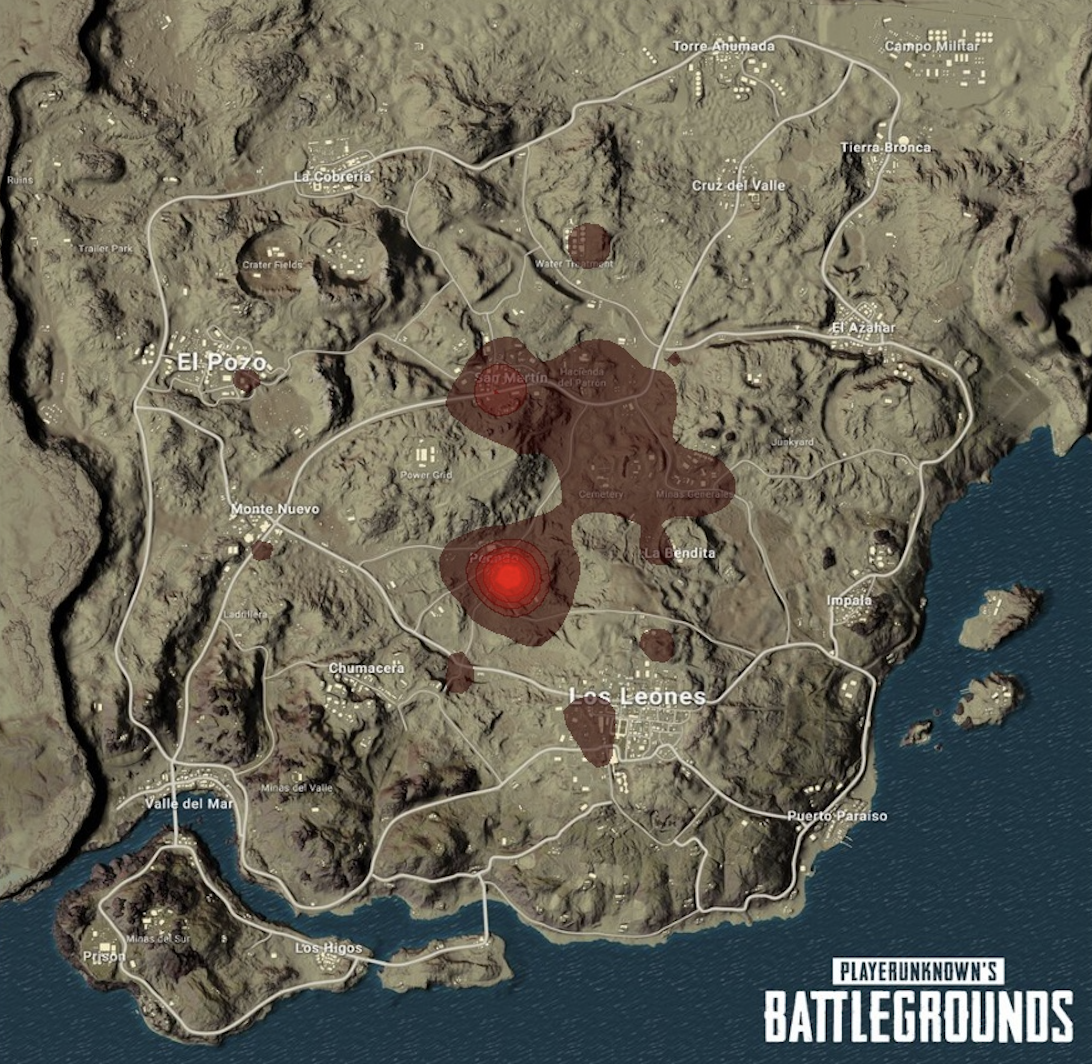 Torre Ahumada
Campo Militar
Tierra Bronca
La Cobreria
Ruins
Cruz del Valle
Trailer Park
Crater Fields
Water Treatment
El Azahar
El Pozo
San Martin
Hacienda
del Patron
Junkyard
Power Grid
Cemetery
Minas Generales
Monte Nuevo
La Bendita
Impala
Ladrillera
Chumacera
Los Leones
Minas del Valle
Valle del Mar
Puerto Paraiso
Minas del Sur
Prison
Los Higos
PLAYERUNKNOWN'S
BATTLEGROUNDS